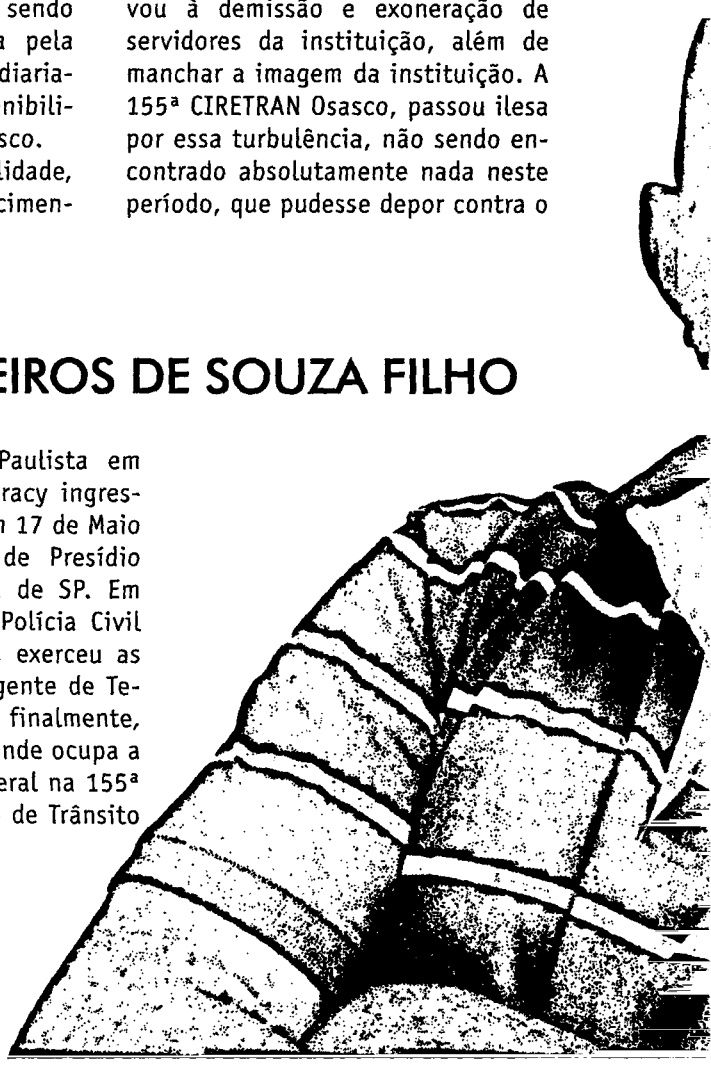 sendo
pela
diaria-
nibili-
sco.
lidade,
cimen-
vou à demissão e exoneração de
servidores da instituição, além de
manchar a imagem da instituição. A
155ª CIRETRAN Osasco, passou ilesa
por essa turbulência, não sendo en-
contrado absolutamente nada neste
período, que pudesse depor contra o
EIROS DE SOUZA FILHO
Paulista em
racy ingres-
17 de Maio
de Presídio
de SP. Em
Polícia Civil
exerceu as
gente de Te-
finalmente,
nde ocupa a
eral na 155ª
de Trânsito